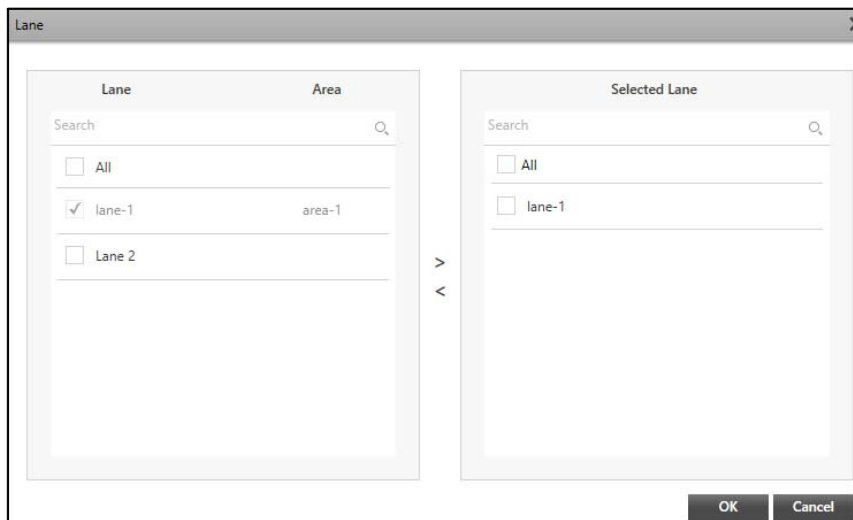 Lane
Lane Area
Search
All
lane-1 area-1
Lane 2
>
<
Selected Lane
Search
All
lane-1
OK Cancel